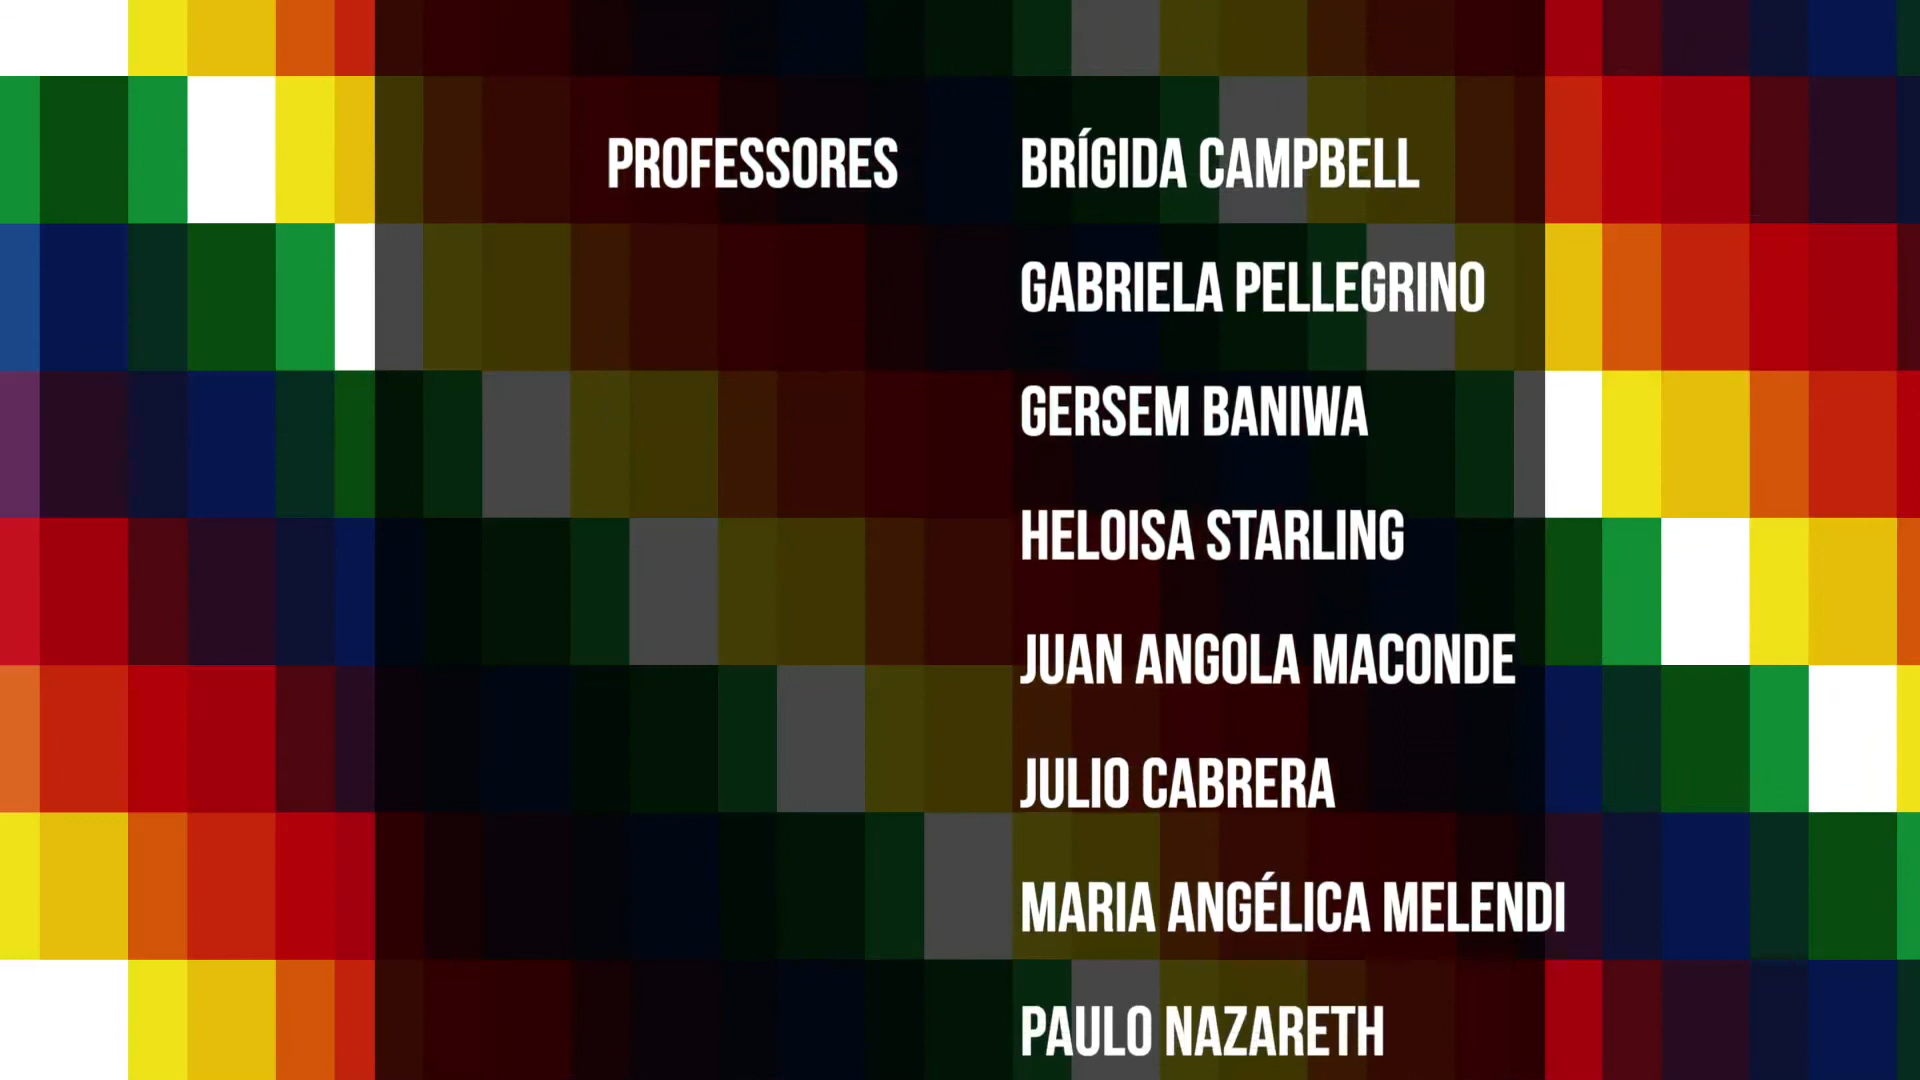 PROFESSORES
BRÍGIDA CAMPBELL
GABRIELA PELLEGRINO
GERSEM BANIWA
HELOISA STARLING
JUAN ANGOLA MACONDE
JULIO CABRERA
MARIA ANGÉLICA MELENDI
PAULO NAZARETH